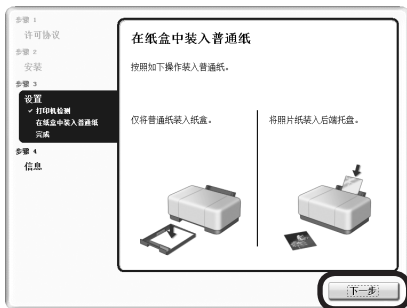 步骤 1
许可协议
步骤 2
安装
步骤 3
设置
✓ 打印机检测
在纸盒中装入普通纸
完成
步骤 4
信息
在纸盒中装入普通纸
按照如下操作装入普通纸。
仅将普通纸装入纸盒。
将照片纸装入后端托盘。
下一步